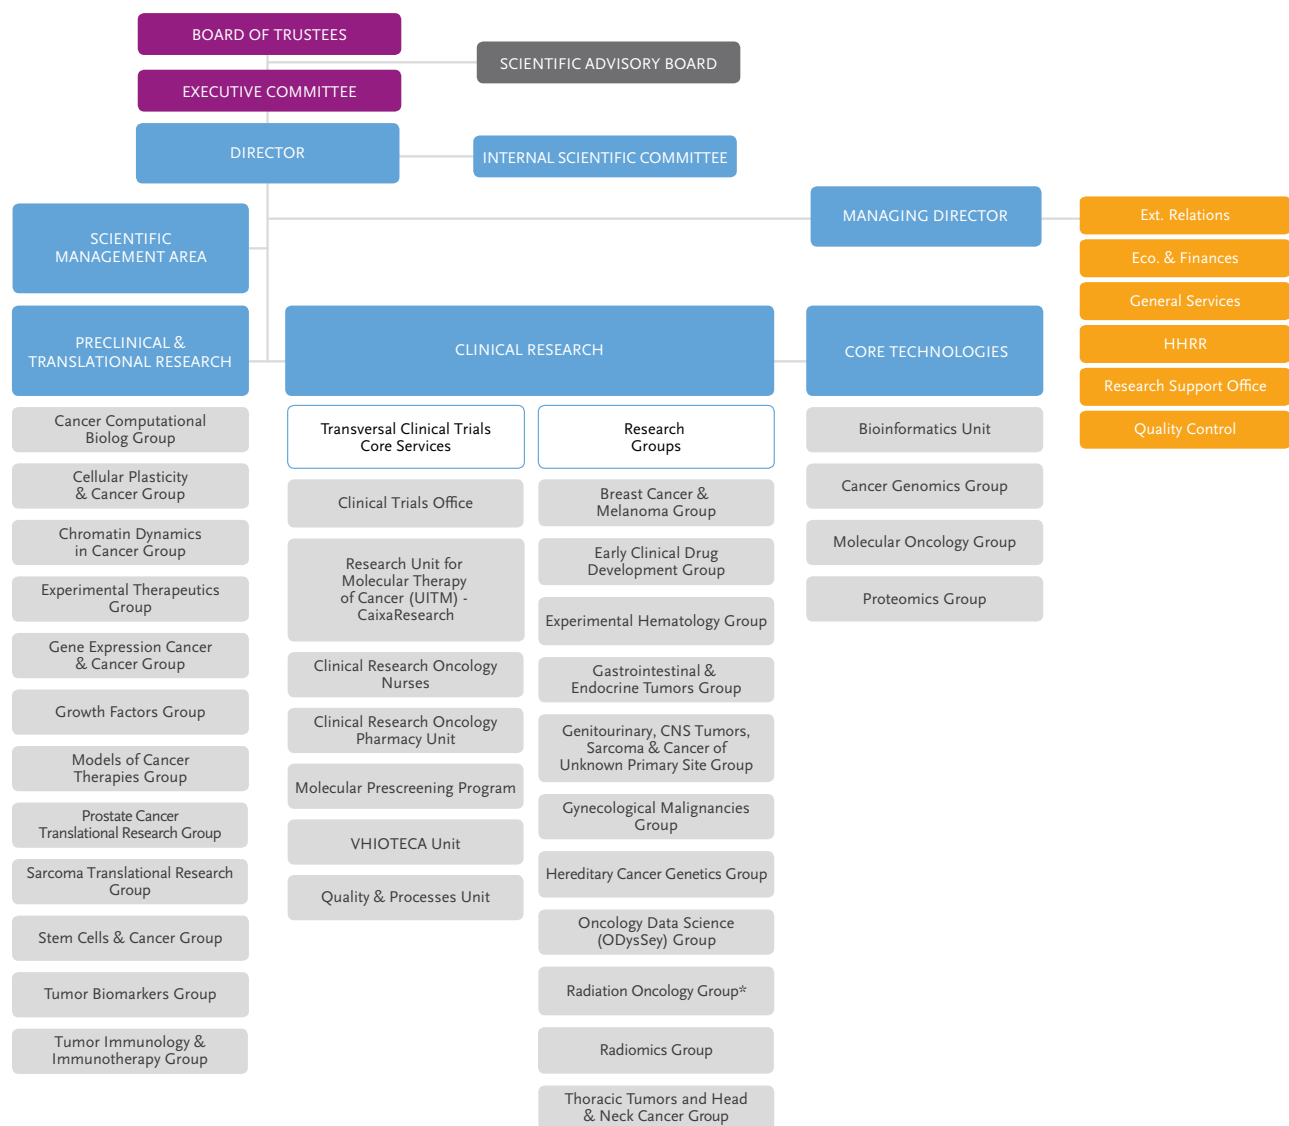 BOARD OF TRUSTEES
SCIENTIFIC ADVISORY BOARD
EXECUTIVE COMMITTEE
DIRECTOR
INTERNAL SCIENTIFIC COMMITTEE
MANAGING DIRECTOR
Ext. Relations
Eco. & Finances
General Services
HHRR
Research Support Office
Quality Control
SCIENTIFIC
MANAGEMENT AREA
PRECLINICAL &
TRANSLATIONAL RESEARCH
Cancer Computational
Biolog Group
Cellular Plasticity
& Cancer Group
Chromatin Dynamics
in Cancer Group
Experimental Therapeutics
Group
Gene Expression Cancer
& Cancer Group
Growth Factors Group
Models of Cancer
Therapies Group
Prostate Cancer
Translational Research Group
Sarcoma Translational Research
Group
Stem Cells & Cancer Group
Tumor Biomarkers Group
Tumor Immunology &
Immunotherapy Group
CLINICAL RESEARCH
Transversal Clinical Trials
Core Services
Clinical Trials Office
Research Unit for
Molecular Therapy
of Cancer (UITM) -
CaixaResearch
Clinical Research Oncology
Nurses
Clinical Research Oncology
Pharmacy Unit
Molecular Prescreening Program
VHIOTECA Unit
Quality & Processes Unit
Research
Groups
Breast Cancer &
Melanoma Group
Early Clinical Drug
Development Group
Experimental Hematology Group
Gastrointestinal &
Endocrine Tumors Group
Genitourinary, CNS Tumors,
Sarcoma & Cancer of
Unknown Primary Site Group
Gynecological Malignancies
Group
Hereditary Cancer Genetics Group
Oncology Data Science
(ODysSey) Group
Radiation Oncology Group*
Radiomics Group
Thoracic Tumors and Head
& Neck Cancer Group
CORE TECHNOLOGIES
Bioinformatics Unit
Cancer Genomics Group
Molecular Oncology Group
Proteomics Group